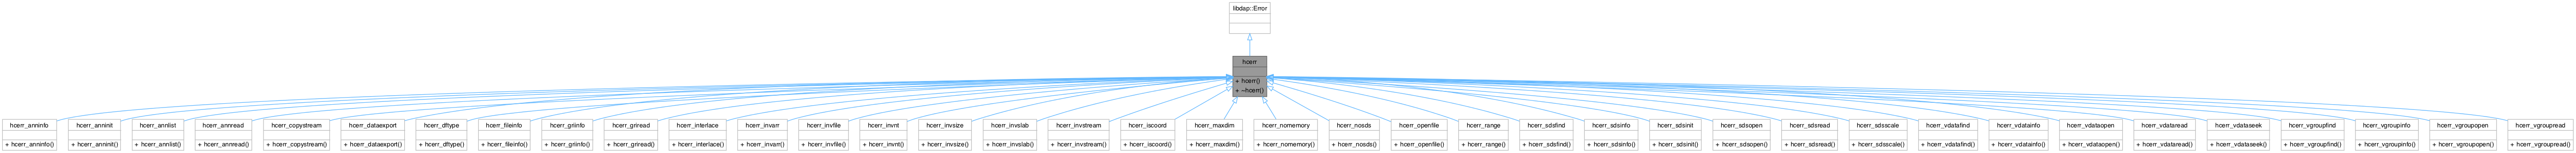 libdap::Error
hcerr
+ hcerr()
+ ~hcerr()
hcerr_anninfo
+ hcerr_anninfo()
hcerr_anninit
+ hcerr_anninit()
hcerr_annlist
+ hcerr_annlist()
hcerr_annread
+ hcerr_annread()
hcerr_copystream
+ hcerr_copystream()
hcerr_dataexport
+ hcerr_dataexport()
hcerr_dftype
+ hcerr_dftype()
hcerr_fileinfo
+ hcerr_fileinfo()
hcerr_griinfo
+ hcerr_griinfo()
hcerr_griread
+ hcerr_griread()
hcerr_interlace
+ hcerr_interlace()
hcerr_invarr
+ hcerr_invarr()
hcerr_invfile
+ hcerr_invfile()
hcerr_invnt
+ hcerr_invnt()
hcerr_invsize
+ hcerr_invsize()
hcerr_invslab
+ hcerr_invslab()
hcerr_invstream
+ hcerr_invstream()
hcerr_iscoord
+ hcerr_iscoord()
hcerr_maxdim
+ hcerr_maxdim()
hcerr_nomemory
+ hcerr_nomemory()
hcerr_nosds
+ hcerr_nosds()
hcerr_openfile
+ hcerr_openfile()
hcerr_range
+ hcerr_range()
hcerr_sdsfind
+ hcerr_sdsfind()
hcerr_sdsinfo
+ hcerr_sdsinfo()
hcerr_sdsinit
+ hcerr_sdsinit()
hcerr_sdsopen
+ hcerr_sdsopen()
hcerr_sdsread
+ hcerr_sdsread()
hcerr_sdsscale
+ hcerr_sdsscale()
hcerr_vdatafind
+ hcerr_vdatafind()
hcerr_vdatainfo
+ hcerr_vdatainfo()
hcerr_vdataopen
+ hcerr_vdataopen()
hcerr_vdataread
+ hcerr_vdataread()
hcerr_vdataseek
+ hcerr_vdataseek()
hcerr_vgroupfind
+ hcerr_vgroupfind()
hcerr_vgroupinfo
+ hcerr_vgroupinfo()
hcerr_vgroupopen
+ hcerr_vgroupopen()
hcerr_vgroupread
+ hcerr_vgroupread()